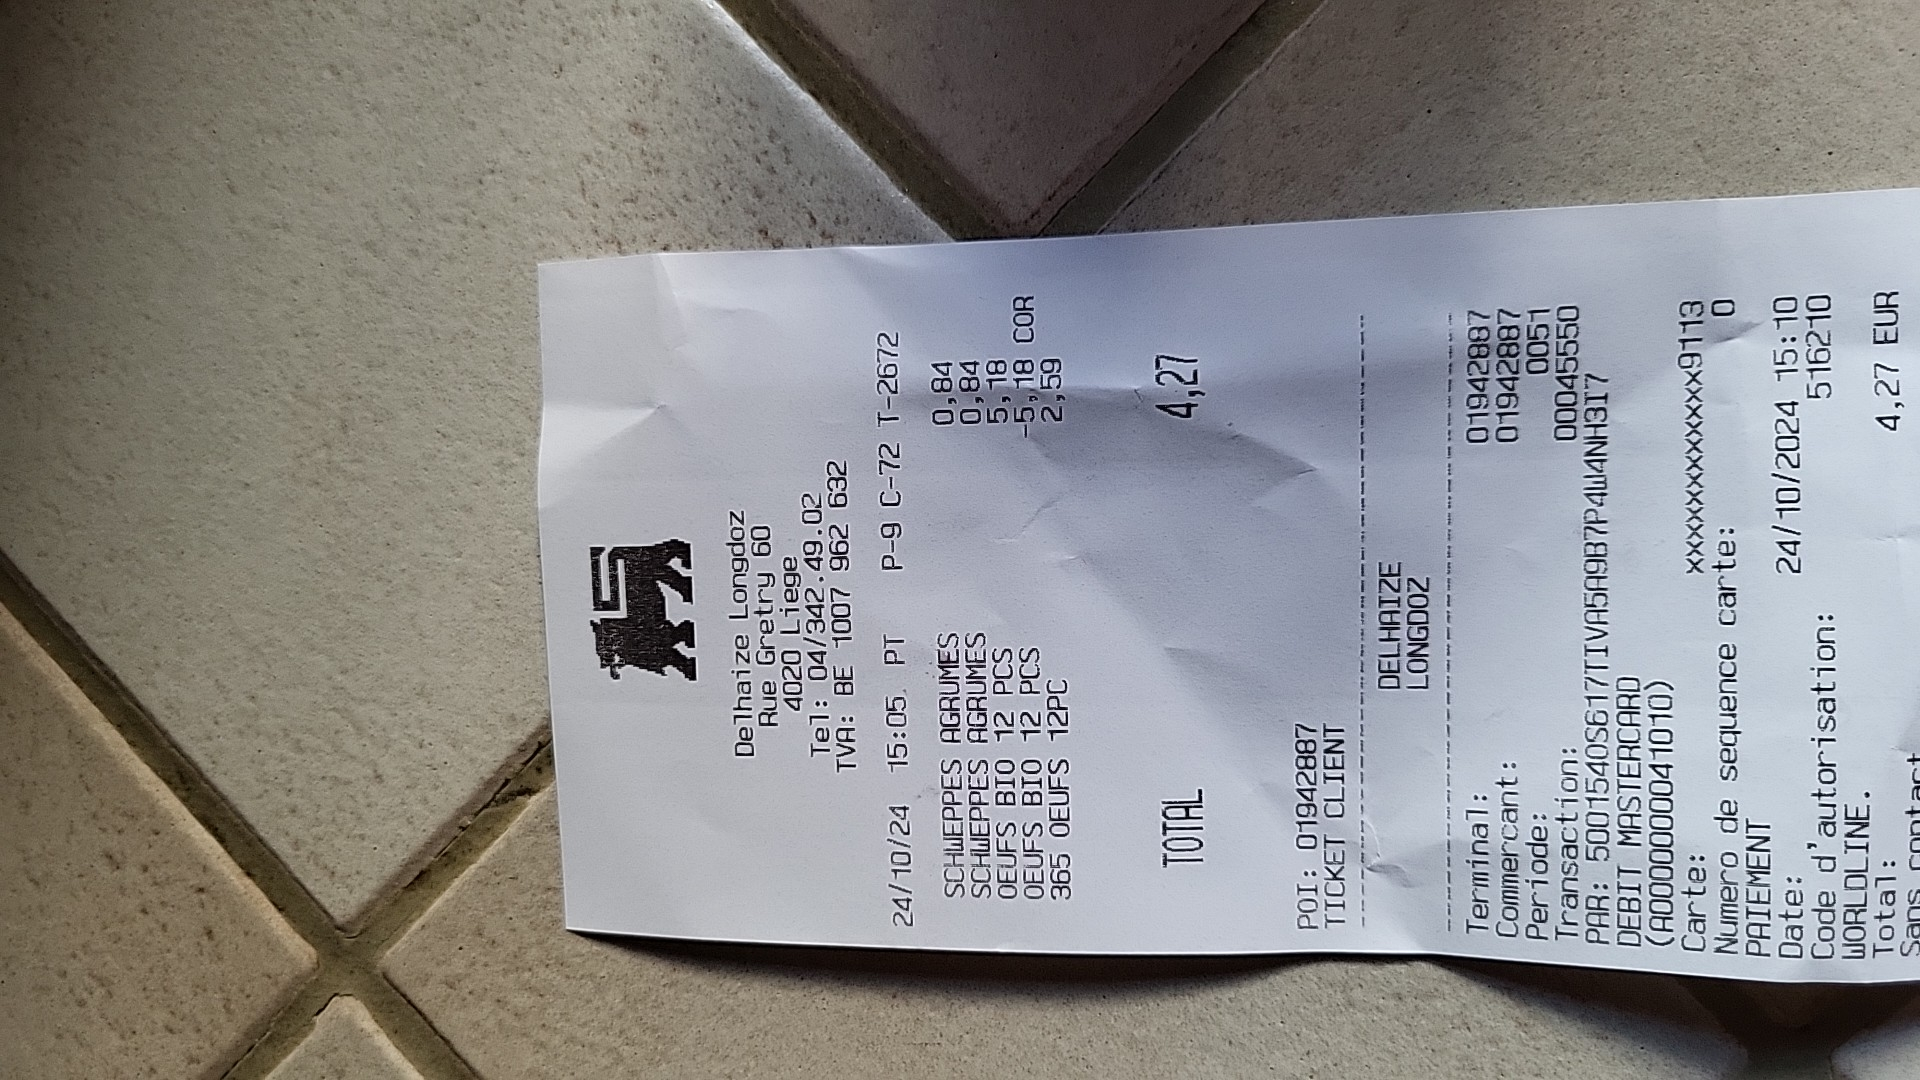 Delhaize Longdoz
Rue Gretry 60
4020 Liege
Tel: 04/342.49.02
TVA: BE 1007 962 632
24/10/24 15:05 PT P-9 C-72 T-2672
SCHWEPPES AGRUMES 0,84
SCHWEPPES AGRUMES 0,84
OEUFS BIO 12 PCS 5,18
OEUFS BIO 12 PCS -5,18 COR
365 OEUFS 12PC 2,59
TOTAL 4,27
POI: 01942887
TICKET CLIENT
DELHAIZE
LONGDOZ
Terminal: 01942887
Commercant: 01942887
Periode: 0051
Transaction: 00045550
PAR: 5001540S617TIVA5A9B7P4W4NH3I7
DEBIT MASTERCARD
(A0000000041010)
Carte: xxxxxxxxxxxxx9113
Numero de sequence carte: 0
PAIEMENT
Date: 24/10/2024 15:10
Code d'autorisation: 516210
WORLDLINE.
Total: 4,27 EUR
Sans contact